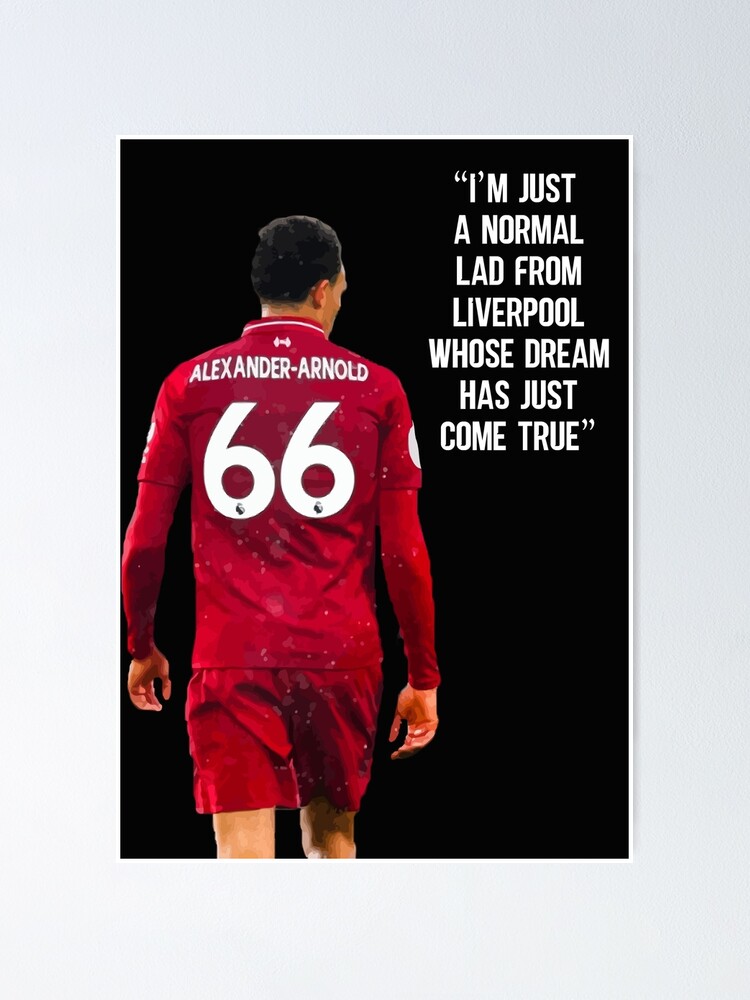 “I’M JUST
A NORMAL
LAD FROM
LIVERPOOL
WHOSE DREAM
HAS JUST
COME TRUE”
ALEXANDER-ARNOLD
66